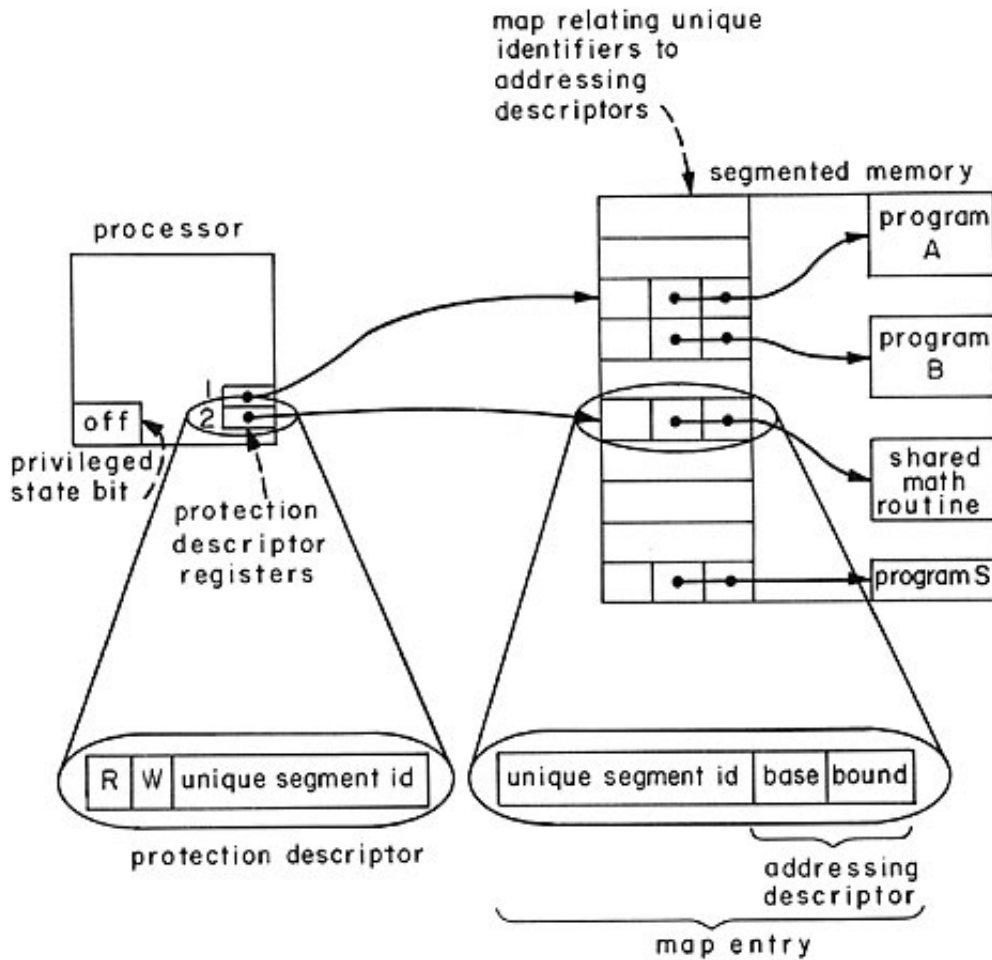 map relating unique
identifiers to
addressing
descriptors
segmented memory
processor
program
A
program
B
1
2
off
privileged
state bit
protection
descriptor
registers
shared
math
routine
program S
R W unique segment id
protection descriptor
unique segment id base bound
addressing
descriptor
map entry